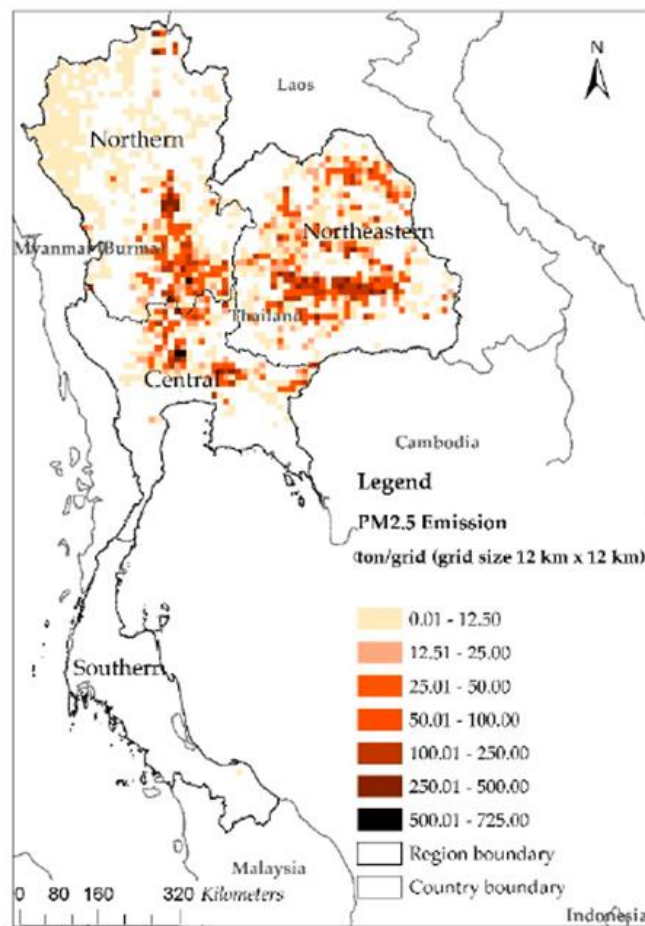 N
Laos
Northern
Northeastern
Myanmar (Burma)
Thailand
Central
Cambodia
Legend
PM2.5 Emission
(ton/grid (grid size 12 km x 12 km)
0.01 - 12.50
12.51 - 25.00
25.01 - 50.00
50.01 - 100.00
Southern
100.01 - 250.00
250.01 - 500.00
500.01 - 725.00
Region boundary
Malaysia
Country boundary
0 80 160 320 Kilometers
Indonesia